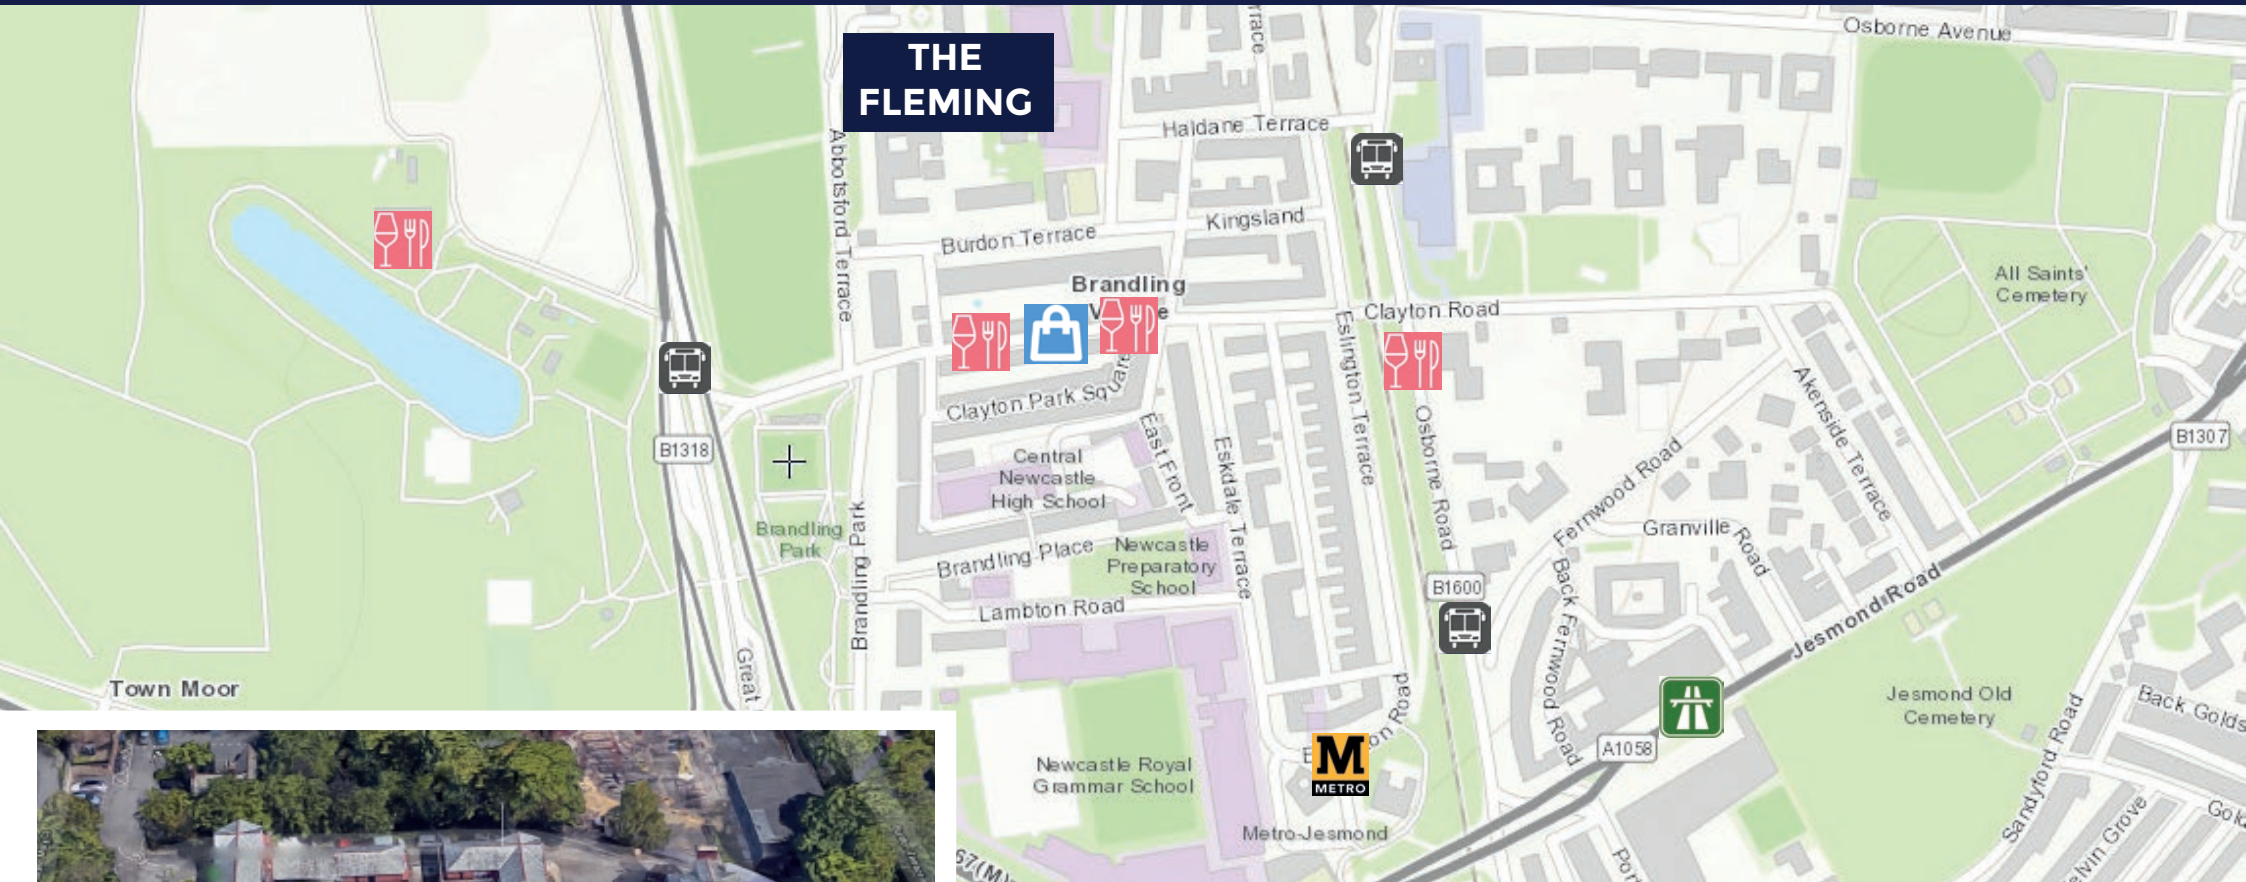 THE
FLEMING
Osborne Avenue
Haldane Terrace
Abbotsford Terrace
Burdon Terrace
Kingsland
Brandling
All Saints'
Cemetery
Clayton Road
Eslington Terrace
Clayton Park Square
Akenside Terrace
B1318
B1307
Central
Newcastle
High School
East Front
Eskdale Terrace
Osborne Road
Fernwood Road
Granville Road
Brandling
Park
Brandling Park
Brandling Place
Newcastle
Preparatory
School
Lambton Road
B1600
Back Fernwood Road
Jesmond Road
Town Moor
Great
Jesmond Old
Cemetery
Sandyford Road
Back Golds
A1058
M
METRO
Newcastle Royal
Grammar School
Metro-Jesmond
67(M)